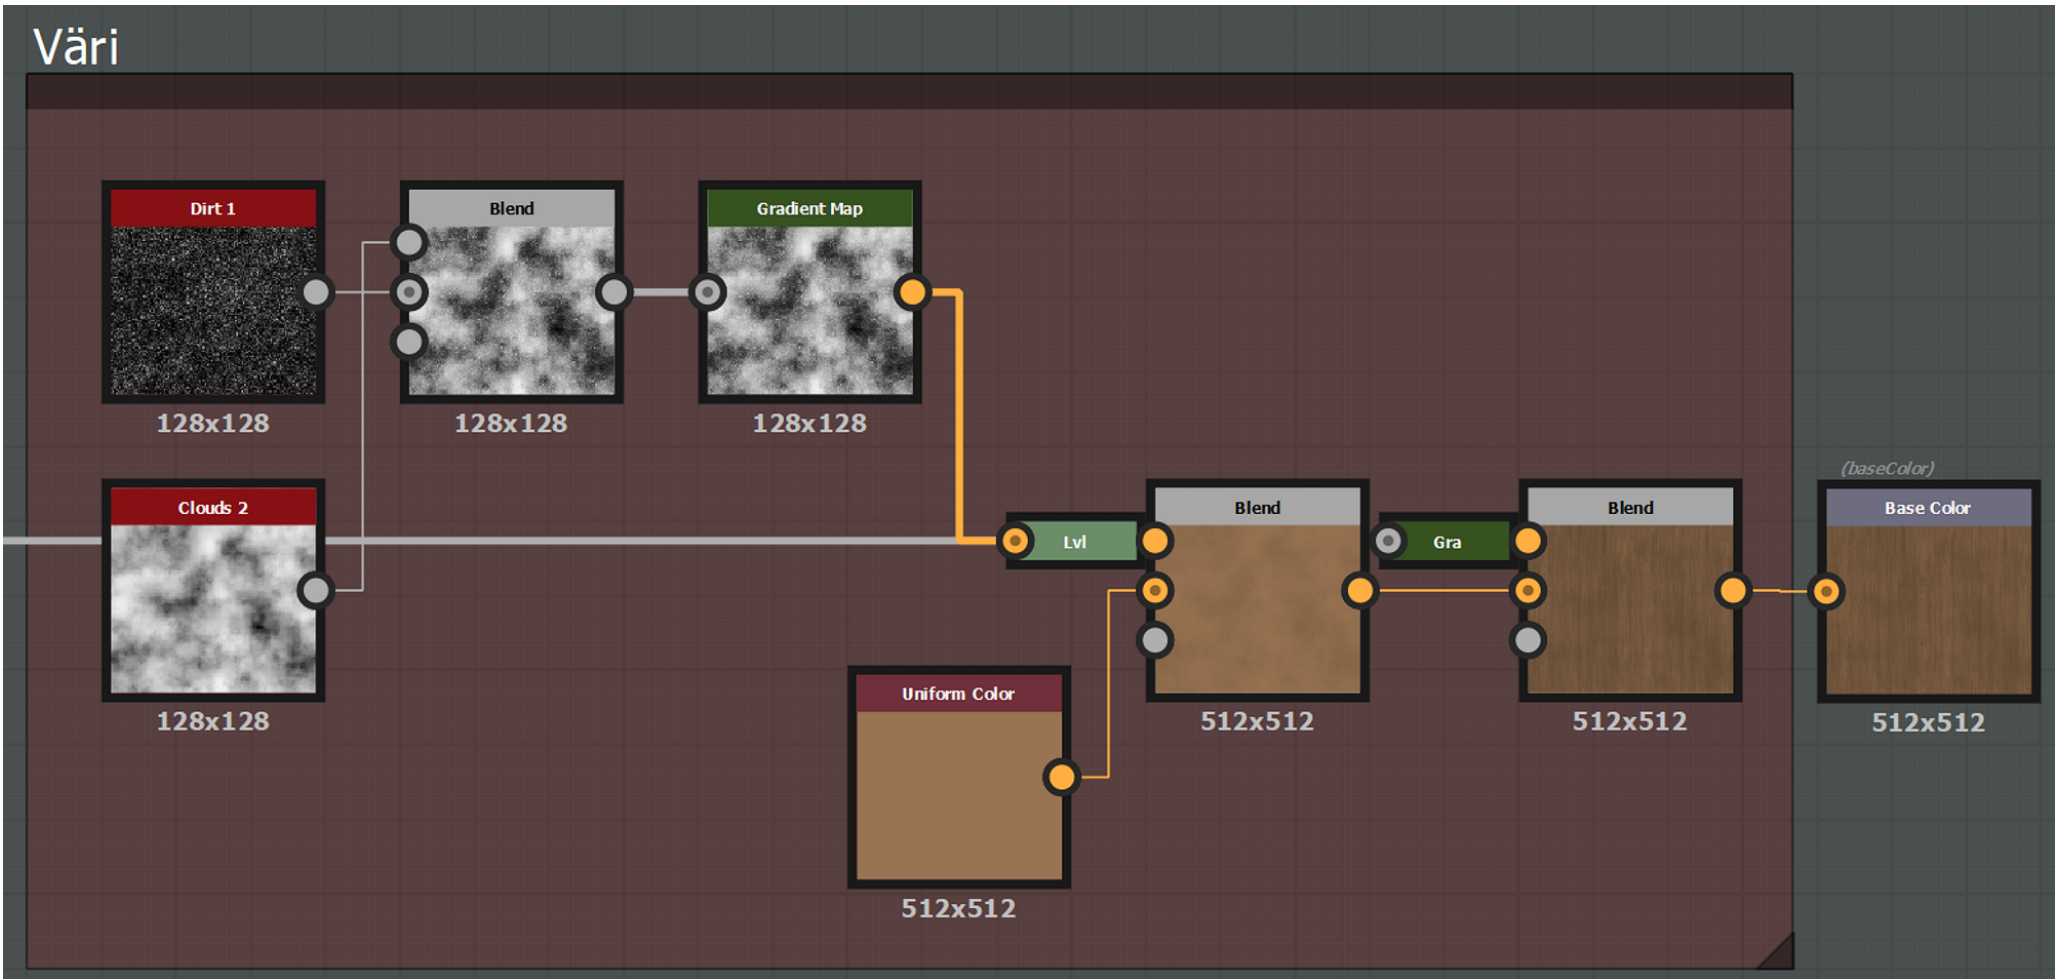 Väri
Dirt 1
Blend
Gradient Map
128x128
128x128
128x128
(baseColor)
Clouds 2
Blend
Blend
Base Color
Lvl
Gra
128x128
512x512
512x512
512x512
Uniform Color
512x512